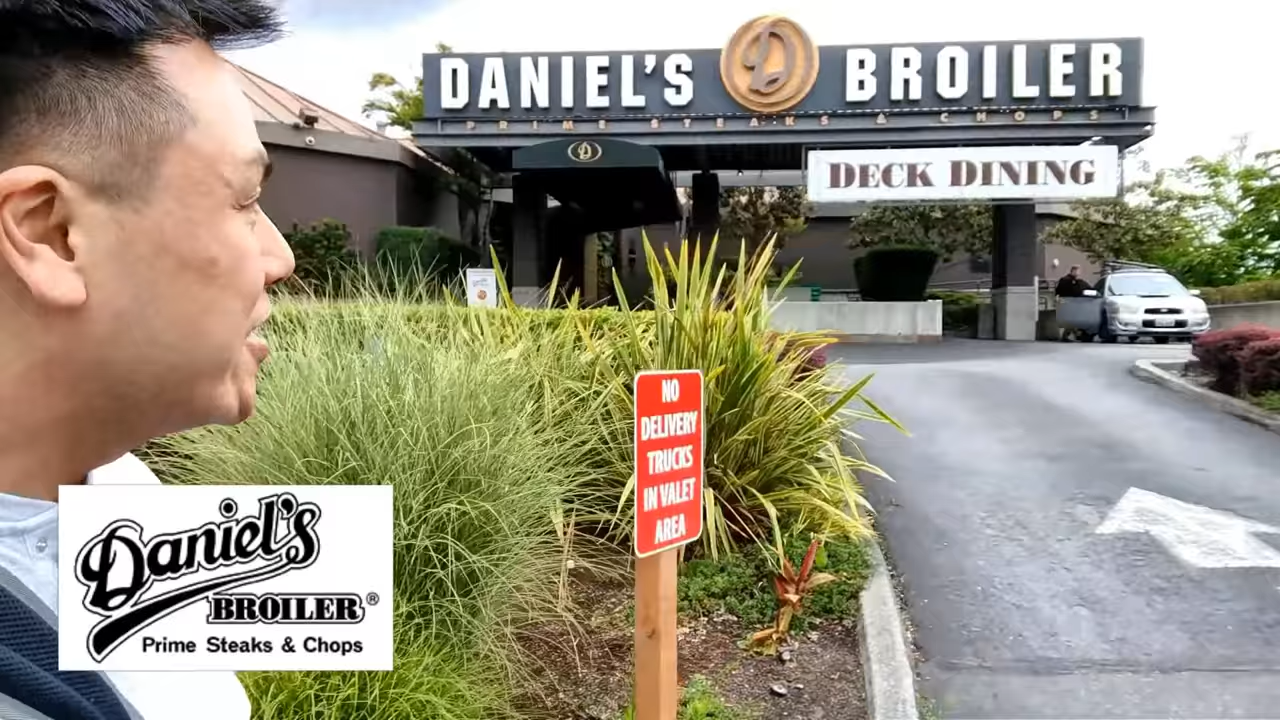 DANIEL'S D BROILER
PRIME STEAKS & CHOPS
D
DECK DINING
NO
DELIVERY
TRUCKS
IN VALET
AREA
Daniel's
BROILER®
Prime Steaks & Chops